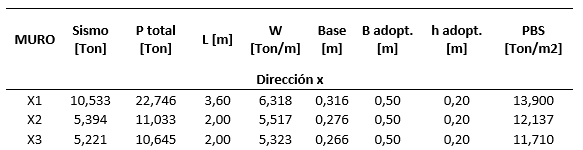 MURO Sismo [Ton] P total [Ton] L [m] W [Ton/m] Base [m] B adopt. [m] h adopt. [m] PBS [Ton/m2]
Dirección x
X1 10,533 22,746 3,60 6,318 0,316 0,50 0,20 13,900
X2 5,394 11,033 2,00 5,517 0,276 0,50 0,20 12,137
X3 5,221 10,645 2,00 5,323 0,266 0,50 0,20 11,710